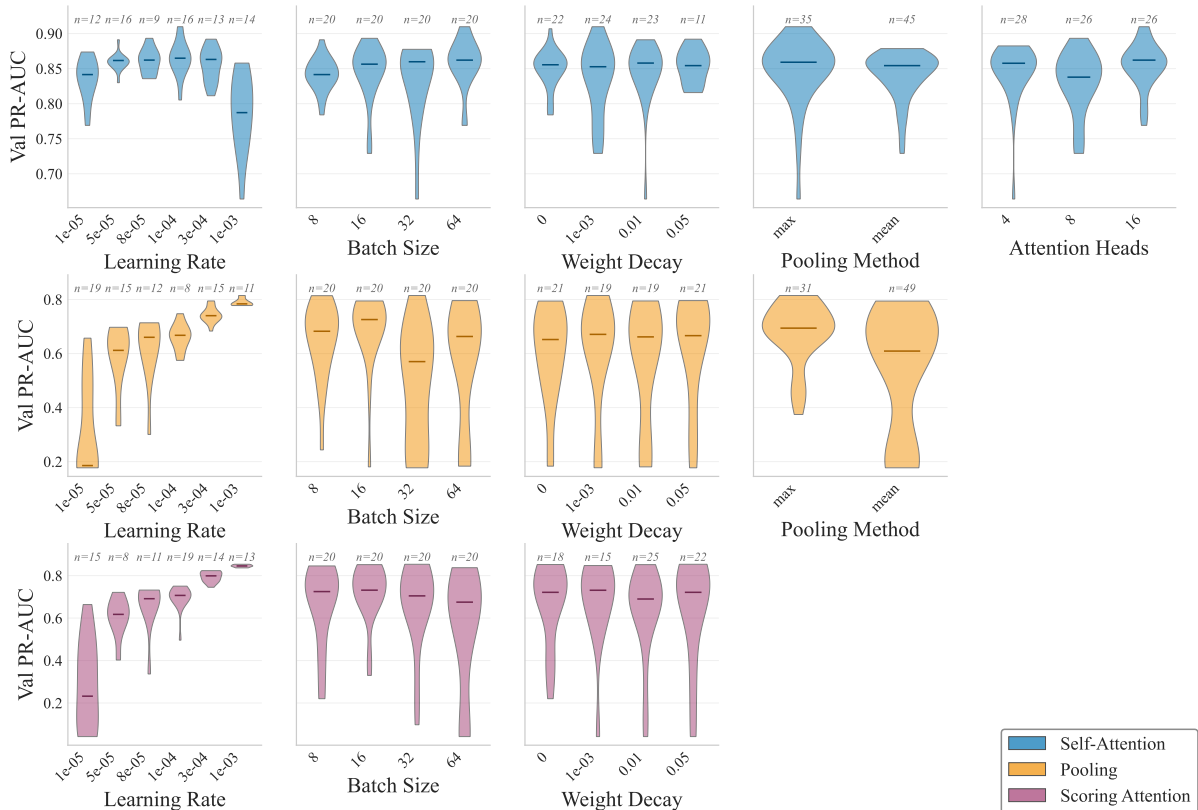 n=12 n=16 n=9 n=16 n=13 n=14
n=20 n=20 n=20 n=20
n=22 n=24 n=23 n=11
n=35 n=45
n=28 n=26 n=26
Val PR-AUC
0.90
0.85
0.80
0.75
0.70
1e-05 5e-05 8e-05 1e-04 3e-04 1e-03
Learning Rate
8 16 32 64
Batch Size
0 1e-03 0.01 0.05
Weight Decay
max mean
Pooling Method
4 8 16
Attention Heads
n=19 n=15 n=12 n=8 n=15 n=11
n=20 n=20 n=20 n=20
n=21 n=19 n=19 n=21
n=31 n=49
Val PR-AUC
0.8
0.6
0.4
0.2
1e-05 5e-05 8e-05 1e-04 3e-04 1e-03
Learning Rate
8 16 32 64
Batch Size
0 1e-03 0.01 0.05
Weight Decay
max mean
Pooling Method
n=15 n=8 n=11 n=19 n=14 n=13
n=20 n=20 n=20 n=20
n=18 n=15 n=25 n=22
Val PR-AUC
0.8
0.6
0.4
0.2
1e-05 5e-05 8e-05 1e-04 3e-04 1e-03
Learning Rate
8 16 32 64
Batch Size
0 1e-03 0.01 0.05
Weight Decay
Self-Attention
Pooling
Scoring Attention